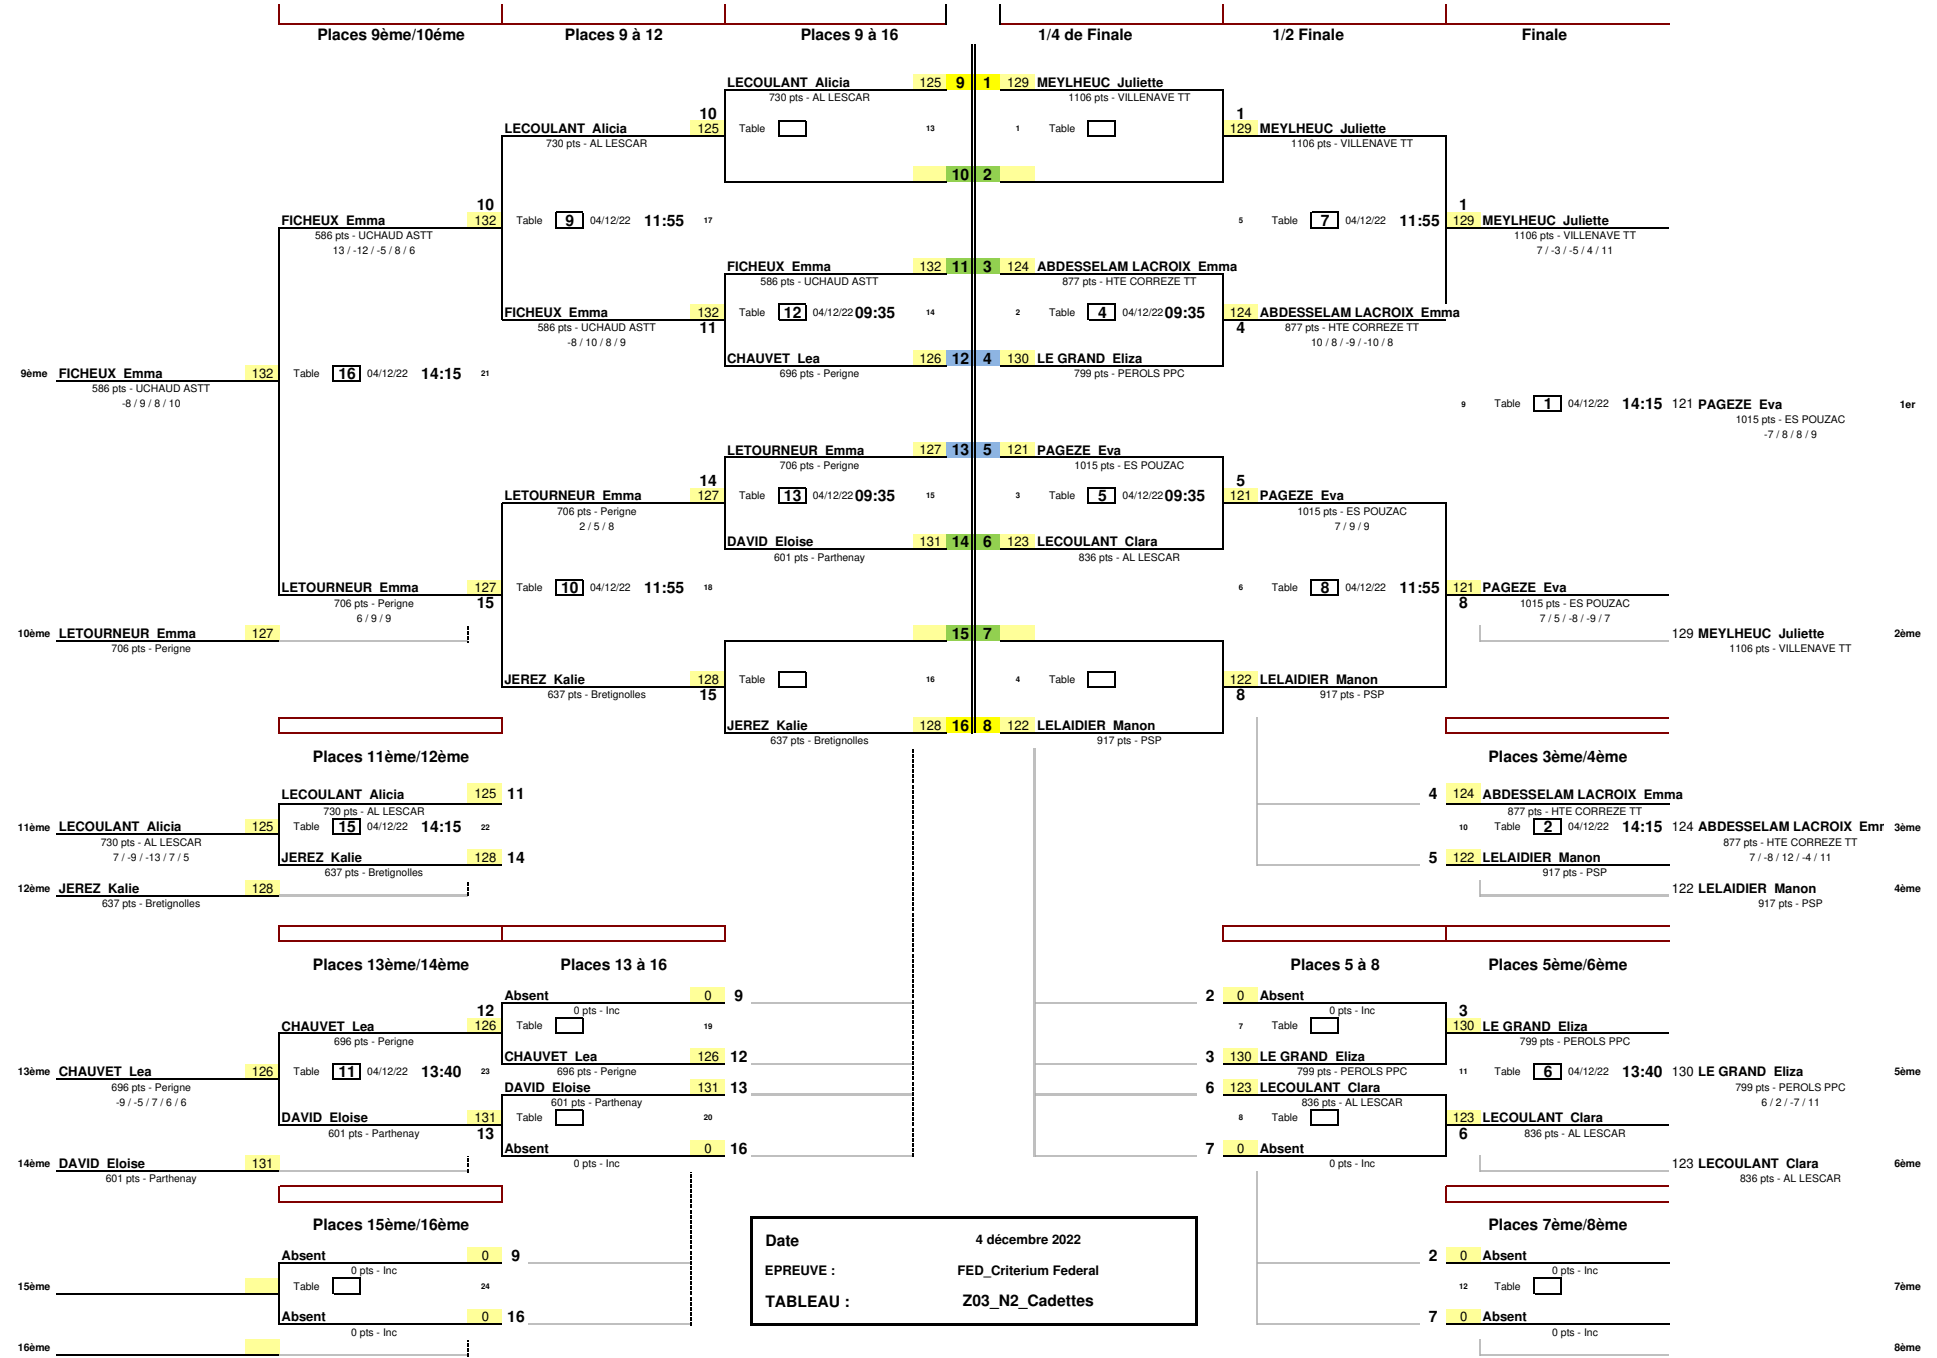 Places 9ème/10éme Places 9 à 12 Places 9 à 16 1/4 de Finale 1/2 Finale Finale
LECOULANT Alicia 125 9 1 129 MEYLHEUC Juliette
730 pts - AL LESCAR 1106 pts - VILLENAVE TT
10 1
LECOULANT Alicia 125 Table 13 1 Table 129 MEYLHEUC Juliette
730 pts - AL LESCAR 1106 pts - VILLENAVE TT
10 2
10 1
FICHEUX Emma 132 Table 9 04/12/22 11:55 17 5 Table 7 04/12/22 11:55 129 MEYLHEUC Juliette
586 pts - UCHAUD ASTT 1106 pts - VILLENAVE TT
13 / -12 / -5 / 8 / 6 7 / -3 / -5 / 4 / 11
FICHEUX Emma 132 11 3 124 ABDESSELAM LACROIX Emma
586 pts - UCHAUD ASTT 877 pts - HTE CORREZE TT
FICHEUX Emma 132 Table 12 04/12/22 09:35 14 2 Table 4 04/12/22 09:35 124 ABDESSELAM LACROIX Emma
586 pts - UCHAUD ASTT 11 4 877 pts - HTE CORREZE TT
-8 / 10 / 8 / 9 10 / 8 / -9 / -10 / 8
CHAUVET Lea 126 12 4 130 LE GRAND Eliza
696 pts - Perigne 799 pts - PEROLS PPC
9ème FICHEUX Emma 132 Table 16 04/12/22 14:15 21
586 pts - UCHAUD ASTT
-8 / 9 / 8 / 10
9 Table 1 04/12/22 14:15 121 PAGEZE Eva 1er
1015 pts - ES POUZAC
-7 / 8 / 8 / 9
LETOURNEUR Emma 127 13 5 121 PAGEZE Eva
706 pts - Perigne 1015 pts - ES POUZAC
14 5
LETOURNEUR Emma 127 Table 13 04/12/22 09:35 15 3 Table 5 04/12/22 09:35 121 PAGEZE Eva
706 pts - Perigne 1015 pts - ES POUZAC
2 / 5 / 8 7 / 9 / 9
DAVID Eloise 131 14 6 123 LECOULANT Clara
601 pts - Parthenay 836 pts - AL LESCAR
LETOURNEUR Emma 127 Table 10 04/12/22 11:55 18 6 Table 8 04/12/22 11:55 121 PAGEZE Eva
706 pts - Perigne 15 8 1015 pts - ES POUZAC
6 / 9 / 9 7 / 5 / -8 / -9 / 7
10ème LETOURNEUR Emma 127 15 7 129 MEYLHEUC Juliette 2ème
706 pts - Perigne 1106 pts - VILLENAVE TT
JEREZ Kalie 128 Table 16 4 Table 122 LELAIDIER Manon
637 pts - Bretignolles 15 8 917 pts - PSP
JEREZ Kalie 128 16 8 122 LELAIDIER Manon
637 pts - Bretignolles 917 pts - PSP
Places 11ème/12ème Places 3ème/4ème
LECOULANT Alicia 125 11 4 124 ABDESSELAM LACROIX Emma
730 pts - AL LESCAR 877 pts - HTE CORREZE TT
11ème LECOULANT Alicia 125 Table 15 04/12/22 14:15 22 10 Table 2 04/12/22 14:15 124 ABDESSELAM LACROIX Emr 3ème
730 pts - AL LESCAR 877 pts - HTE CORREZE TT
7 / -9 / -13 / 7 / 5 7 / -8 / 12 / -4 / 11
JEREZ Kalie 128 14 5 122 LELAIDIER Manon
637 pts - Bretignolles 917 pts - PSP
12ème JEREZ Kalie 128 122 LELAIDIER Manon 4ème
637 pts - Bretignolles 917 pts - PSP
Places 13ème/14ème Places 13 à 16 Places 5 à 8 Places 5ème/6ème
Absent 0 9 2 0 Absent
0 pts - Inc 0 pts - Inc
12 3
CHAUVET Lea 126 Table 19 7 Table 130 LE GRAND Eliza
696 pts - Perigne 799 pts - PEROLS PPC
CHAUVET Lea 126 12 3 130 LE GRAND Eliza
696 pts - Perigne 799 pts - PEROLS PPC
13ème CHAUVET Lea 126 Table 11 04/12/22 13:40 23 11 Table 6 04/12/22 13:40 130 LE GRAND Eliza 5ème
696 pts - Perigne 799 pts - PEROLS PPC
-9 / -5 / 7 / 6 / 6 6 / 2 / -7 / 11
DAVID Eloise 131 13 6 123 LECOULANT Clara
601 pts - Parthenay 836 pts - AL LESCAR
DAVID Eloise 131 Table 20 8 Table 123 LECOULANT Clara
601 pts - Parthenay 13 6 836 pts - AL LESCAR
Absent 0 16 7 0 Absent
0 pts - Inc 0 pts - Inc
14ème DAVID Eloise 131 123 LECOULANT Clara 6ème
601 pts - Parthenay 836 pts - AL LESCAR
Places 15ème/16ème Places 7ème/8ème
Date 4 décembre 2022
Absent 0 9 2 0 Absent
0 pts - Inc 0 pts - Inc
EPREUVE : FED_Criterium Federal
15ème Table 24 12 Table 7ème
TABLEAU : Z03_N2_Cadettes
Absent 0 16 7 0 Absent
0 pts - Inc 0 pts - Inc
16ème 8ème